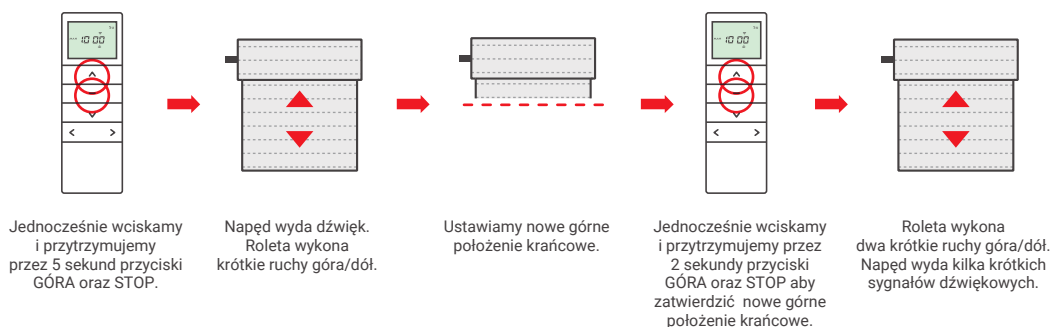 10:00
10:00
Jednocześnie wciskamy
i przytrzymujemy
przez 5 sekund przyciski
GÓRA oraz STOP.
Napęd wyda dźwięk.
Roleta wykona
krótkie ruchy góra/dół.
Ustawiamy nowe górne
położenie krańcowe.
Jednocześnie wciskamy
i przytrzymujemy przez
2 sekundy przyciski
GÓRA oraz STOP aby
zatwierdzić nowe górne
położenie krańcowe.
Roleta wykona
dwa krótkie ruchy góra/dół.
Napęd wyda kilka krótkich
sygnałów dźwiękowych.